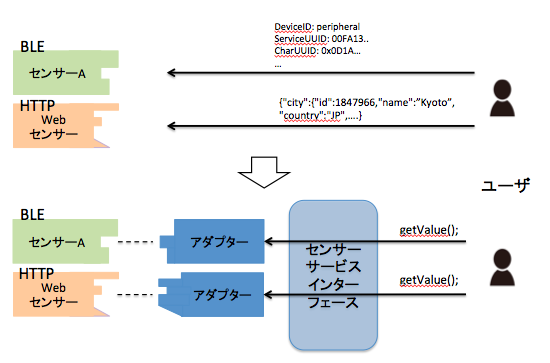 DeviceID: peripheral
ServiceUUID: 00FA13..
CharUUID: 0x0D1A...
...
BLE
センサーA
HTTP
Web
センサー
{"city":{"id":1847966,"name":"Kyoto",
"country":"JP",....}
ユーザ
BLE
センサーA
アダプター
getValue();
HTTP
Web
センサー
アダプター
getValue();
センサー
サービス
インター
フェース